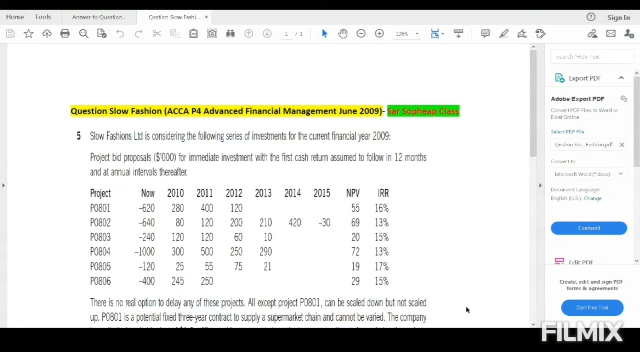 Home Tools Answer to Question... Qestion Slow Fashi... × Sign In
1 / 1 128%
Question Slow Fashion (ACCA P4 Advanced Financial Management June 2009)- sar Sopheap Class
5 Slow Fashions Ltd is considering the following series of investments for the current financial year 2009:
Project bid proposals ($'000) for immediate investment with the first cash return assumed to follow in 12 months
and at annual intervals thereafter.
Project Now 2010 2011 2012 2013 2014 2015 NPV IRR
P0801 –620 280 400 120 55 16%
P0802 –640 80 120 200 210 420 –30 69 13%
P0803 –240 120 120 60 10 20 15%
P0804 –1000 300 500 250 290 72 13%
P0805 –120 25 55 75 21 19 17%
P0806 –400 245 250 29 15%
There is no real option to delay any of these projects. All except project P0801, can be scaled down but not scaled
up. P0801 is a potential fixed three-year contract to supply a supermarket chain and cannot be varied. The company
Search 'Hide Text'
Export PDF
Adobe Export PDF
Convert PDF Files to Word or
Excel Online
Select PDF File
Qestion Slo...Fashion.pdf ×
Convert to
Microsoft Word (*.docx)
Document Language:
English (U.S.) Change
Convert
Edit PDF
Create, edit and sign PDF
forms & agreements
Start Free Trial
FILMIX